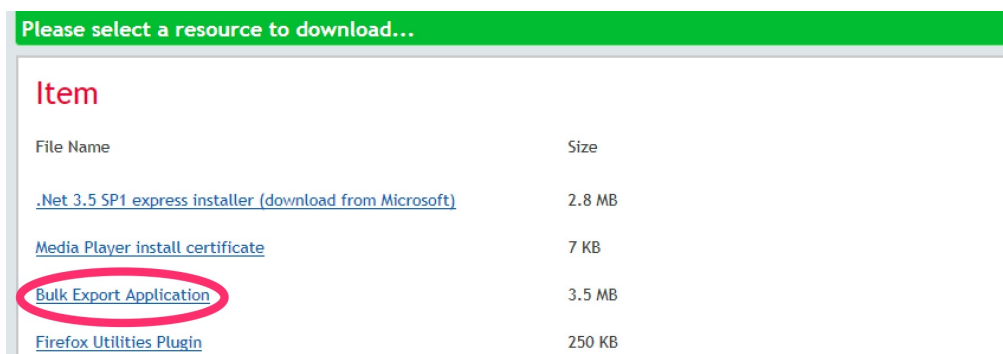 Please select a resource to download...
Item
File Name Size
.Net 3.5 SP1 express installer (download from Microsoft) 2.8 MB
Media Player install certificate 7 KB
Bulk Export Application 3.5 MB
Firefox Utilities Plugin 250 KB